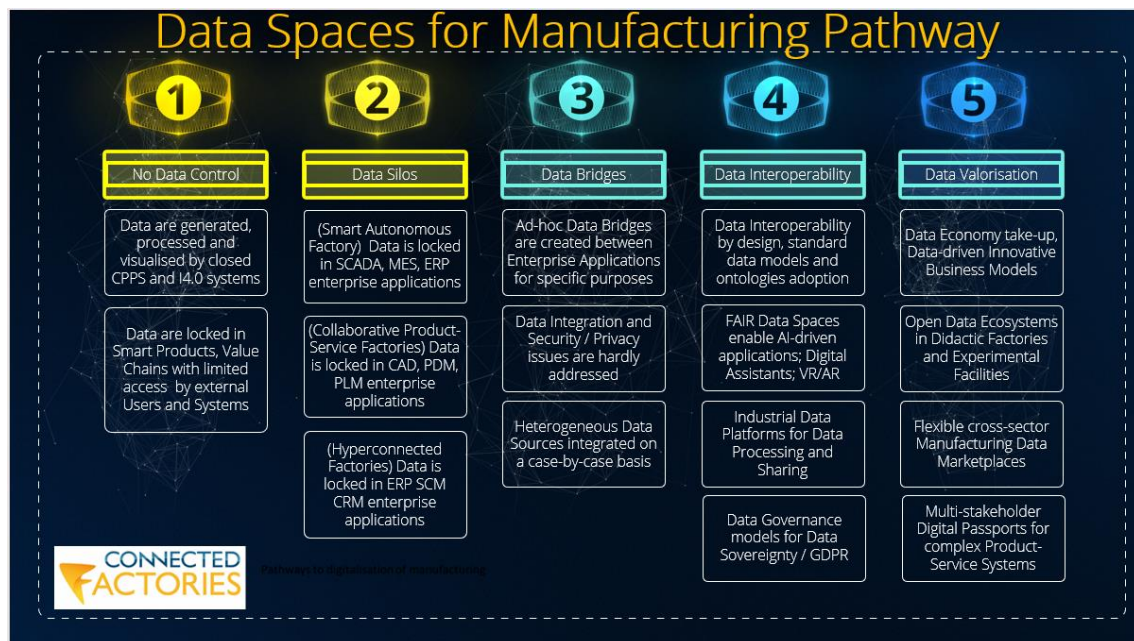 Data Spaces for Manufacturing Pathway
1
No Data Control
Data are generated,
processed and
visualised by closed
CPPS and I4.0 systems
Data are locked in
Smart Products, Value
Chains with limited
access by external
Users and Systems
2
Data Silos
(Smart Autonomous
Factory) Data is locked
in SCADA, MES, ERP
enterprise applications
(Collaborative Product-
Service Factories) Data
is locked in CAD, PDM,
PLM enterprise
applications
(Hyperconnected
Factories) Data is
locked in ERP SCM
CRM enterprise
applications
3
Data Bridges
Ad-hoc Data Bridges
are created between
Enterprise Applications
for specific purposes
Data Integration and
Security / Privacy
issues are hardly
addressed
Heterogeneous Data
Sources integrated on
a case-by-case basis
4
Data Interoperability
Data Interoperability
by design, standard
data models and
ontologies adoption
FAIR Data Spaces
enable AI-driven
applications; Digital
Assistants; VR/AR
Industrial Data
Platforms for Data
Processing and
Sharing
Data Governance
models for Data
Sovereignty / GDPR
5
Data Valorisation
Data Economy take-up,
Data-driven Innovative
Business Models
Open Data Ecosystems
in Didactic Factories
and Experimental
Facilities
Flexible cross-sector
Manufacturing Data
Marketplaces
Multi-stakeholder
Digital Passports for
complex Product-
Service Systems
CONNECTED
FACTORIES
Pathways to digitalisation of manufacturing